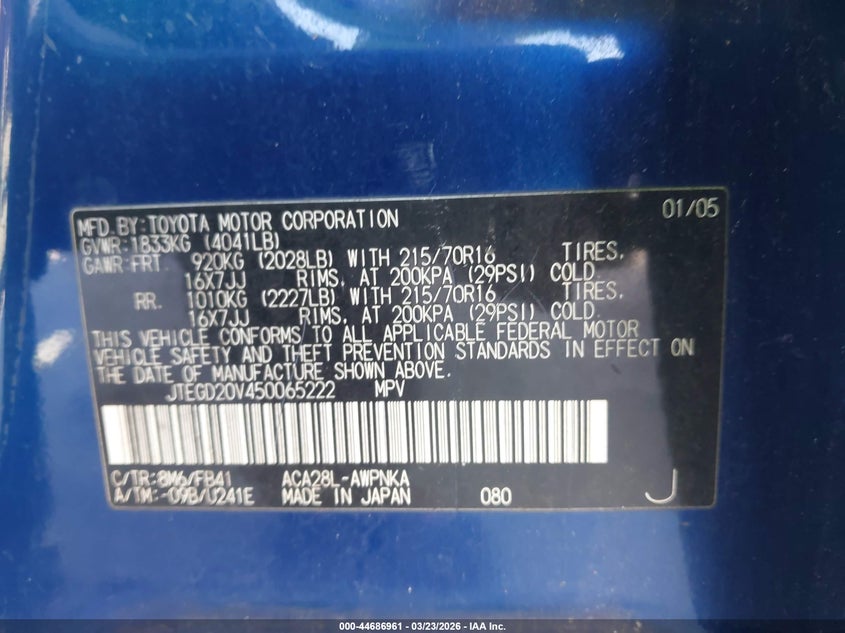 MFD.BY:TOYOTA MOTOR CORPORATION 01/05
GVWR:1833KG (4041LB)
GAWR:FRT. 920KG (2028LB) WITH 215/70R16 TIRES,
16X7JJ RIMS, AT 200KPA (29PSI) COLD.
RR. 1010KG (2227LB) WITH 215/70R16 TIRES,
16X7JJ RIMS, AT 200KPA (29PSI) COLD.
THIS VEHICLE CONFORMS TO ALL APPLICABLE FEDERAL MOTOR
VEHICLE SAFETY AND THEFT PREVENTION STANDARDS IN EFFECT ON
THE DATE OF MANUFACTURE SHOWN ABOVE.
JTEGD20V450065222 MPV
C/TR:8M6/FB41 ACA28L-AWPNKA
A/TM:-09B/U241E MADE IN JAPAN 080 J
000-44686961 | 03/23/2026 - IAA Inc.